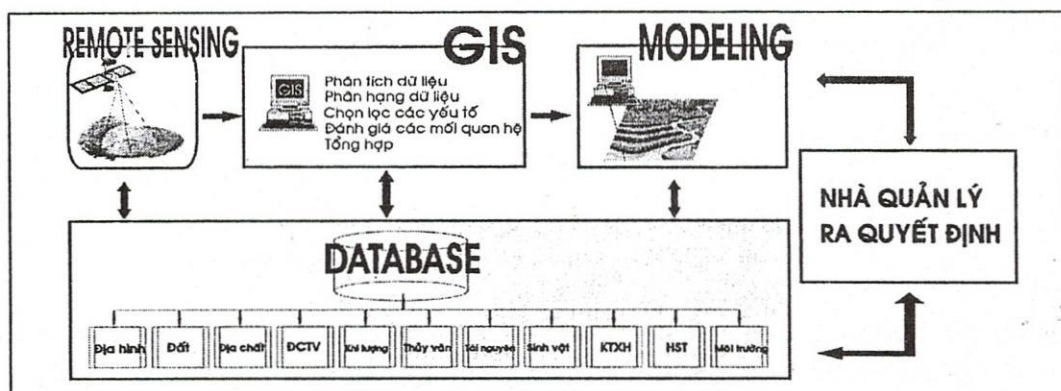 REMOTE SENSING
GIS
MODELING
GIS
Phân tích dữ liệu
Phân hạng dữ liệu
Chọn lọc các yếu tố
Đánh giá các mối quan hệ
Tổng hợp
NHÀ QUẢN LÝ
RA QUYẾT ĐỊNH
DATABASE
Địa hình
Đất
Địa chất
ĐCTV
Khí tượng
Thủy văn
Tài nguyên
Sinh vật
KTXH
HST
Môi trường